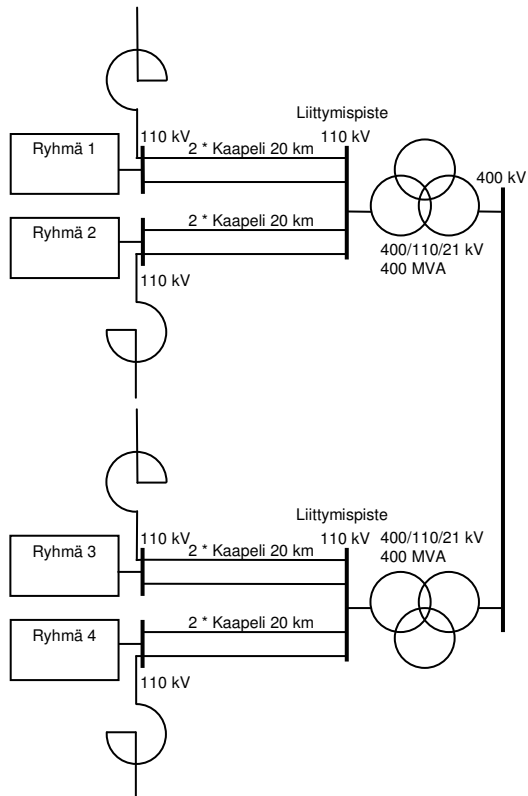 Liittymispiste
110 kV
110 kV
Ryhmä 1
2 * Kaapeli 20 km
400 kV
Ryhmä 2
2 * Kaapeli 20 km
400/110/21 kV
400 MVA
110 kV
Liittymispiste
110 kV
110 kV
400/110/21 kV
400 MVA
Ryhmä 3
2 * Kaapeli 20 km
Ryhmä 4
2 * Kaapeli 20 km
110 kV